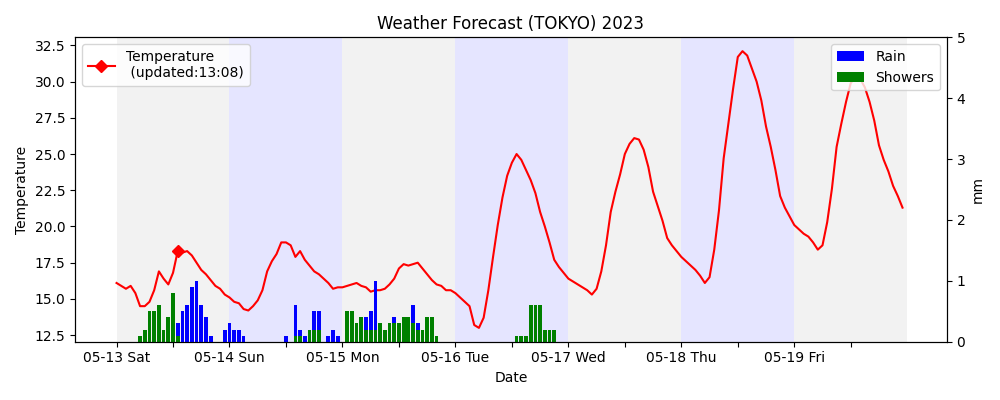 Weather Forecast (TOKYO) 2023
Temperature
(updated:13:08)
Rain
Showers
32.5
30.0
27.5
25.0
22.5
20.0
17.5
15.0
12.5
Temperature
5
4
3
2
1
0
mm
05-13 Sat
05-14 Sun
05-15 Mon
05-16 Tue
05-17 Wed
05-18 Thu
05-19 Fri
Date